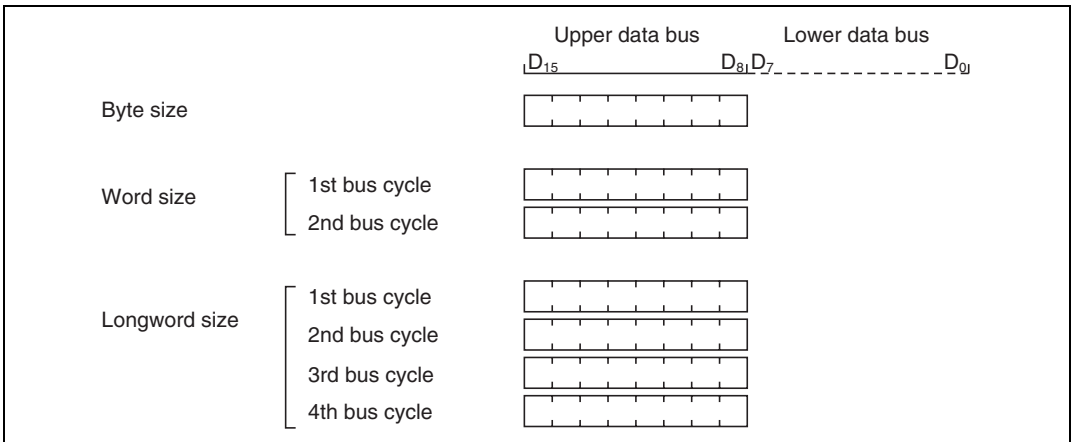 Upper data bus Lower data bus
D15 D8 D7 D0
Byte size
Word size
1st bus cycle
2nd bus cycle
Longword size
1st bus cycle
2nd bus cycle
3rd bus cycle
4th bus cycle